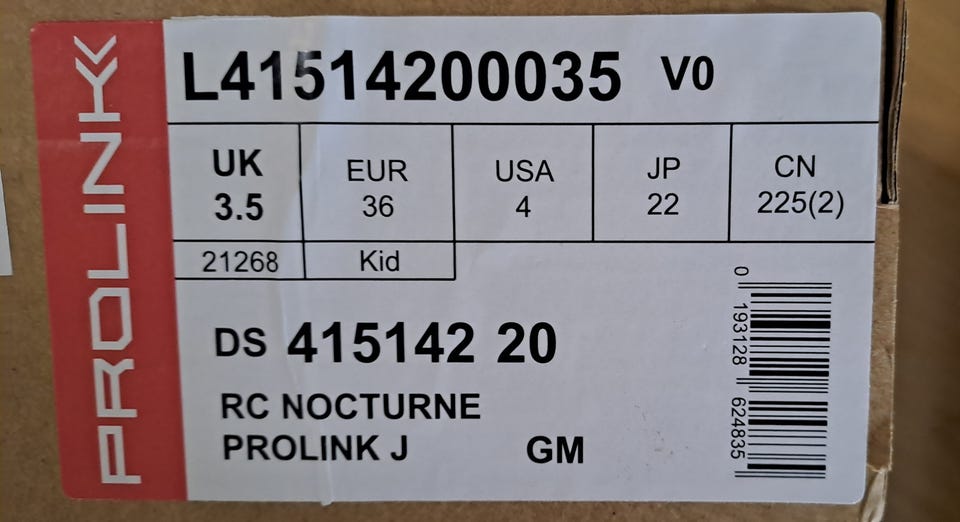 PROLINK
L41514200035 V0
UK EUR USA JP CN
3.5 36 4 22 225(2)
21268 Kid
DS 415142 20
RC NOCTURNE
PROLINK J GM
0 193128 624835